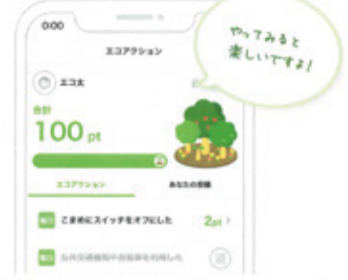 0:00
やってみると
楽しいですよ!
エコアクション
エコ太
合計
100 pt
エコアクション
あなたの投稿
こまめにスイッチをオフにした
2pt
公共交通機関や自転車を利用した
済